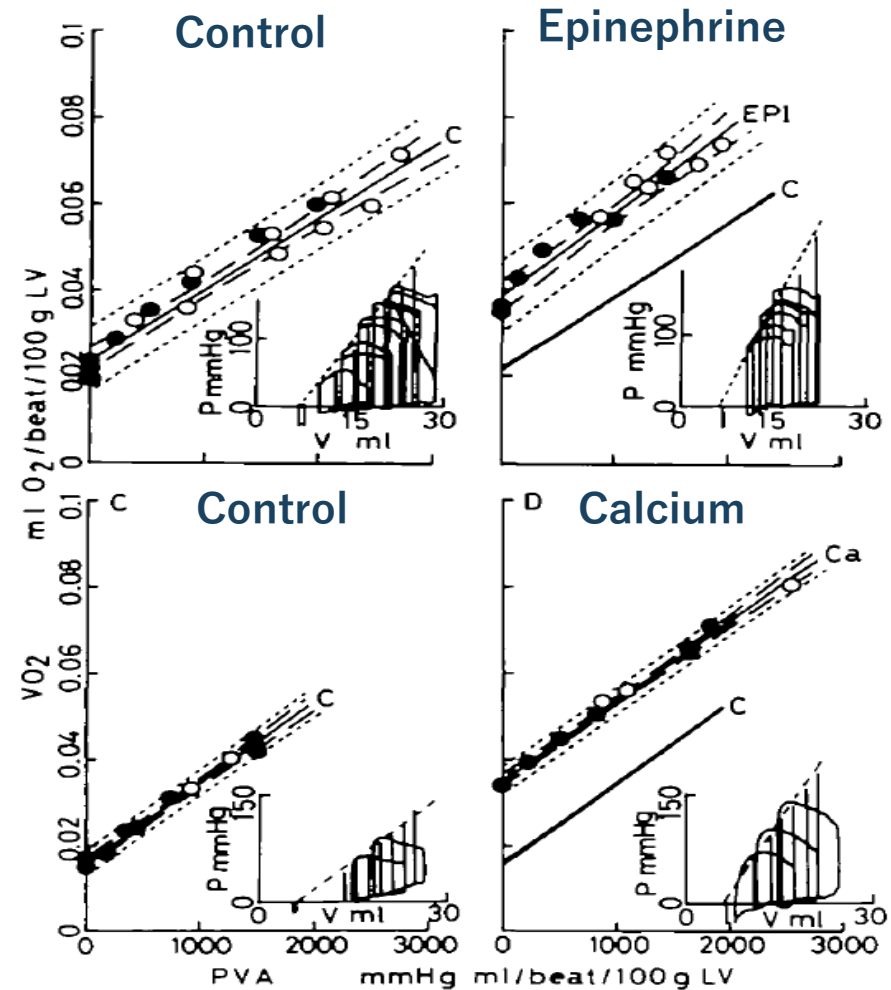 Control
Epinephrine
0,1
0.08
0.06
0.04
0.02
0
C
P mmHg
100
0
0
15
30
V ml
EPI
C
P mmHg
100
0
0
15
30
V ml
ml O2/beat/100g LV
VO2
C
Control
0.1
0.08
0.06
0.04
0.02
0
C
P mmHg
150
0
0
V ml
30
D
Calcium
Ca
C
P mmHg
150
0
0
V ml
30
0
1000
2000
3000
0
1000
2000
3000
PVA mmHg ml/beat/100g LV